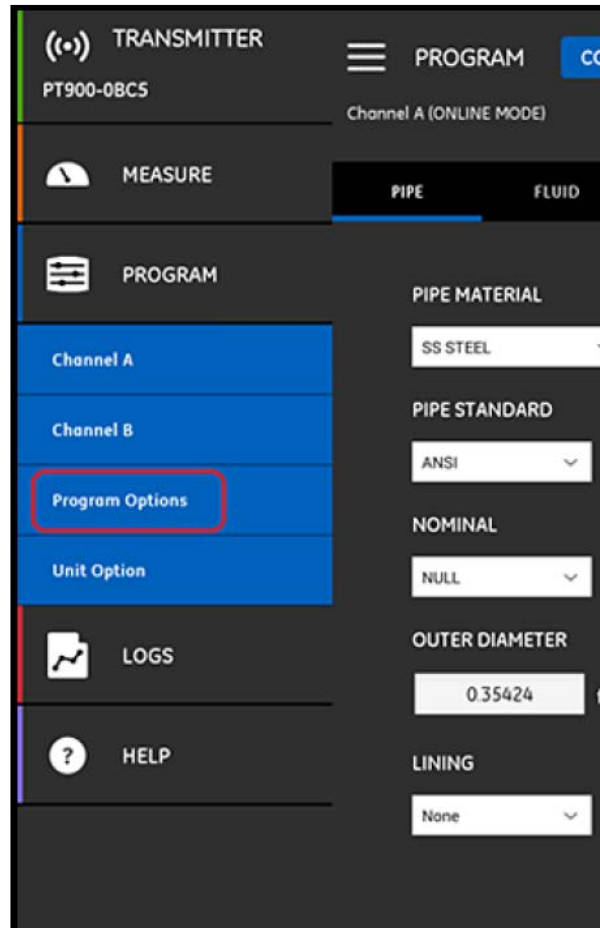 TRANSMITTER
PT900-0BC5
MEASURE
PROGRAM
Channel A
Channel B
Program Options
Unit Option
LOGS
? HELP
PROGRAM
Channel A (ONLINE MODE)
PIPE FLUID
PIPE MATERIAL
SS STEEL
PIPE STANDARD
ANSI
NOMINAL
NULL
OUTER DIAMETER
0.35424
LINING
None